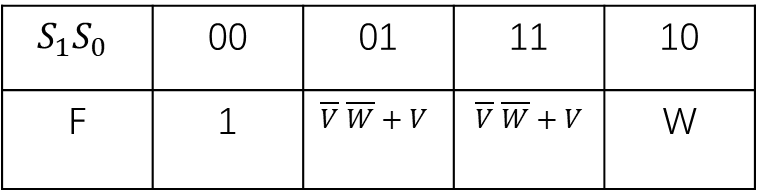 S₁S₀ 00 01 11 10
F 1 V̅ W̅ + V V̅ W̅ + V W